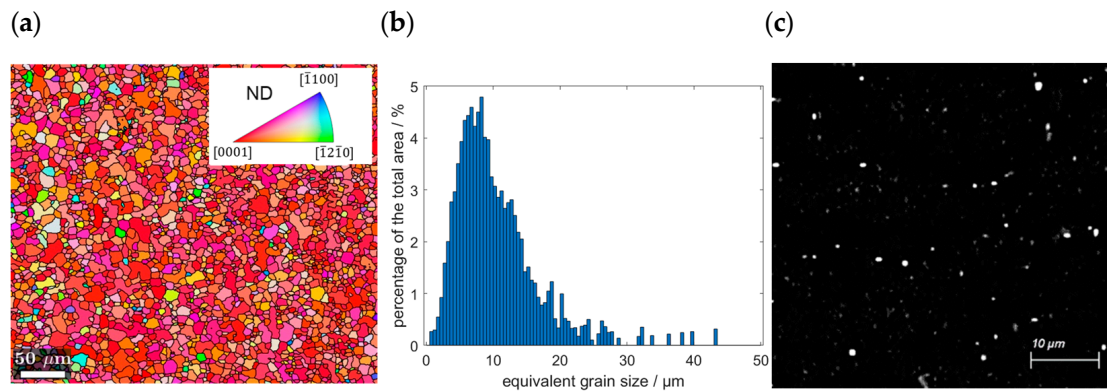 (a)
(b)
(c)
ND
[1̅100]
[0001]
[1̅21̅0]
50 μm
percentage of the total area / %
5
4
3
2
1
0
0 10 20 30 40 50
equivalent grain size / μm
10 μm